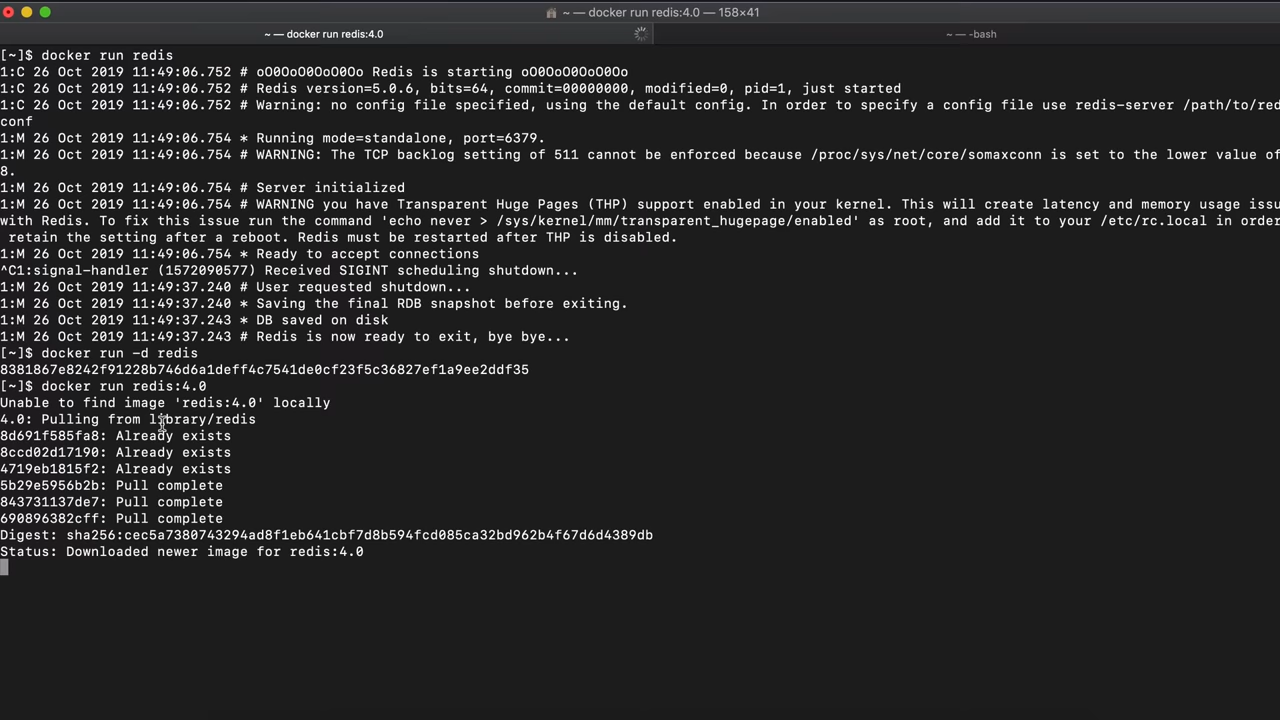 ~ — docker run redis:4.0 — 158×41
~ — docker run redis:4.0
~ — -bash
[~]$ docker run redis
1:C 26 Oct 2019 11:49:06.752 # oO0OoO0OoO0Oo Redis is starting oO0OoO0OoO0Oo
1:C 26 Oct 2019 11:49:06.752 # Redis version=5.0.6, bits=64, commit=00000000, modified=0, pid=1, just started
1:C 26 Oct 2019 11:49:06.752 # Warning: no config file specified, using the default config. In order to specify a config file use redis-server /path/to/red
conf
1:M 26 Oct 2019 11:49:06.754 * Running mode=standalone, port=6379.
1:M 26 Oct 2019 11:49:06.754 # WARNING: The TCP backlog setting of 511 cannot be enforced because /proc/sys/net/core/somaxconn is set to the lower value of
8.
1:M 26 Oct 2019 11:49:06.754 # Server initialized
1:M 26 Oct 2019 11:49:06.754 # WARNING you have Transparent Huge Pages (THP) support enabled in your kernel. This will create latency and memory usage issu
with Redis. To fix this issue run the command 'echo never > /sys/kernel/mm/transparent_hugepage/enabled' as root, and add it to your /etc/rc.local in order
retain the setting after a reboot. Redis must be restarted after THP is disabled.
1:M 26 Oct 2019 11:49:06.754 * Ready to accept connections
^C1:signal-handler (1572090577) Received SIGINT scheduling shutdown...
1:M 26 Oct 2019 11:49:37.240 # User requested shutdown...
1:M 26 Oct 2019 11:49:37.240 * Saving the final RDB snapshot before exiting.
1:M 26 Oct 2019 11:49:37.243 * DB saved on disk
1:M 26 Oct 2019 11:49:37.243 # Redis is now ready to exit, bye bye...
[~]$ docker run -d redis
8381867e8242f91228b746d6a1deff4c7541de0cf23f5c36827ef1a9ee2ddf35
[~]$ docker run redis:4.0
Unable to find image 'redis:4.0' locally
4.0: Pulling from library/redis
8d691f585fa8: Already exists
8ccd02d17190: Already exists
4719eb1815f2: Already exists
5b29e5956b2b: Pull complete
843731137de7: Pull complete
690896382cff: Pull complete
Digest: sha256:cec5a7380743294ad8f1eb641cbf7d8b594fcd085ca32bd962b4f67d6d4389db
Status: Downloaded newer image for redis:4.0